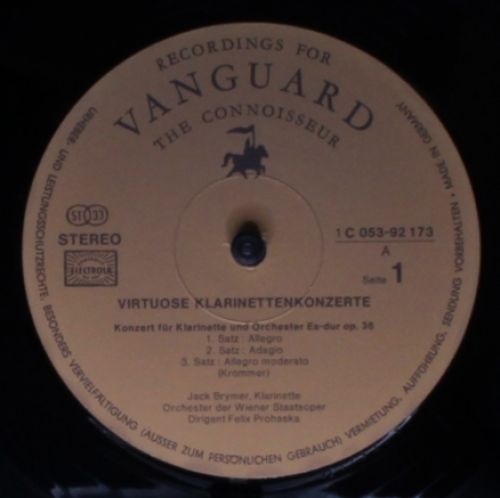 RECORDINGS FOR
VANGUARD
THE CONNOISSEUR
ST 33
STEREO
ELECTROLA
1 C 053-92 173
A
Seite 1
VIRTUOSE KLARINETTENKONZERTE
Konzert für Klarinette und Orchester Es-dur op. 36
1. Satz: Allegro
2. Satz: Adagio
3. Satz: Allegro moderato
(Krommer)
Jack Brymer, Klarinette
Orchester der Wiener Staatsoper
Dirigent Felix Prohaska
URHEBER- UND LEISTUNGSSCHUTZRECHTE, BESONDERS VERVIELFÄLTIGUNG (AUSSER ZUM PERSÖNLICHEN GEBRAUCH) VERMIETUNG, AUFFÜHRUNG, SENDUNG VORBEHALTEN • MADE IN GERMANY